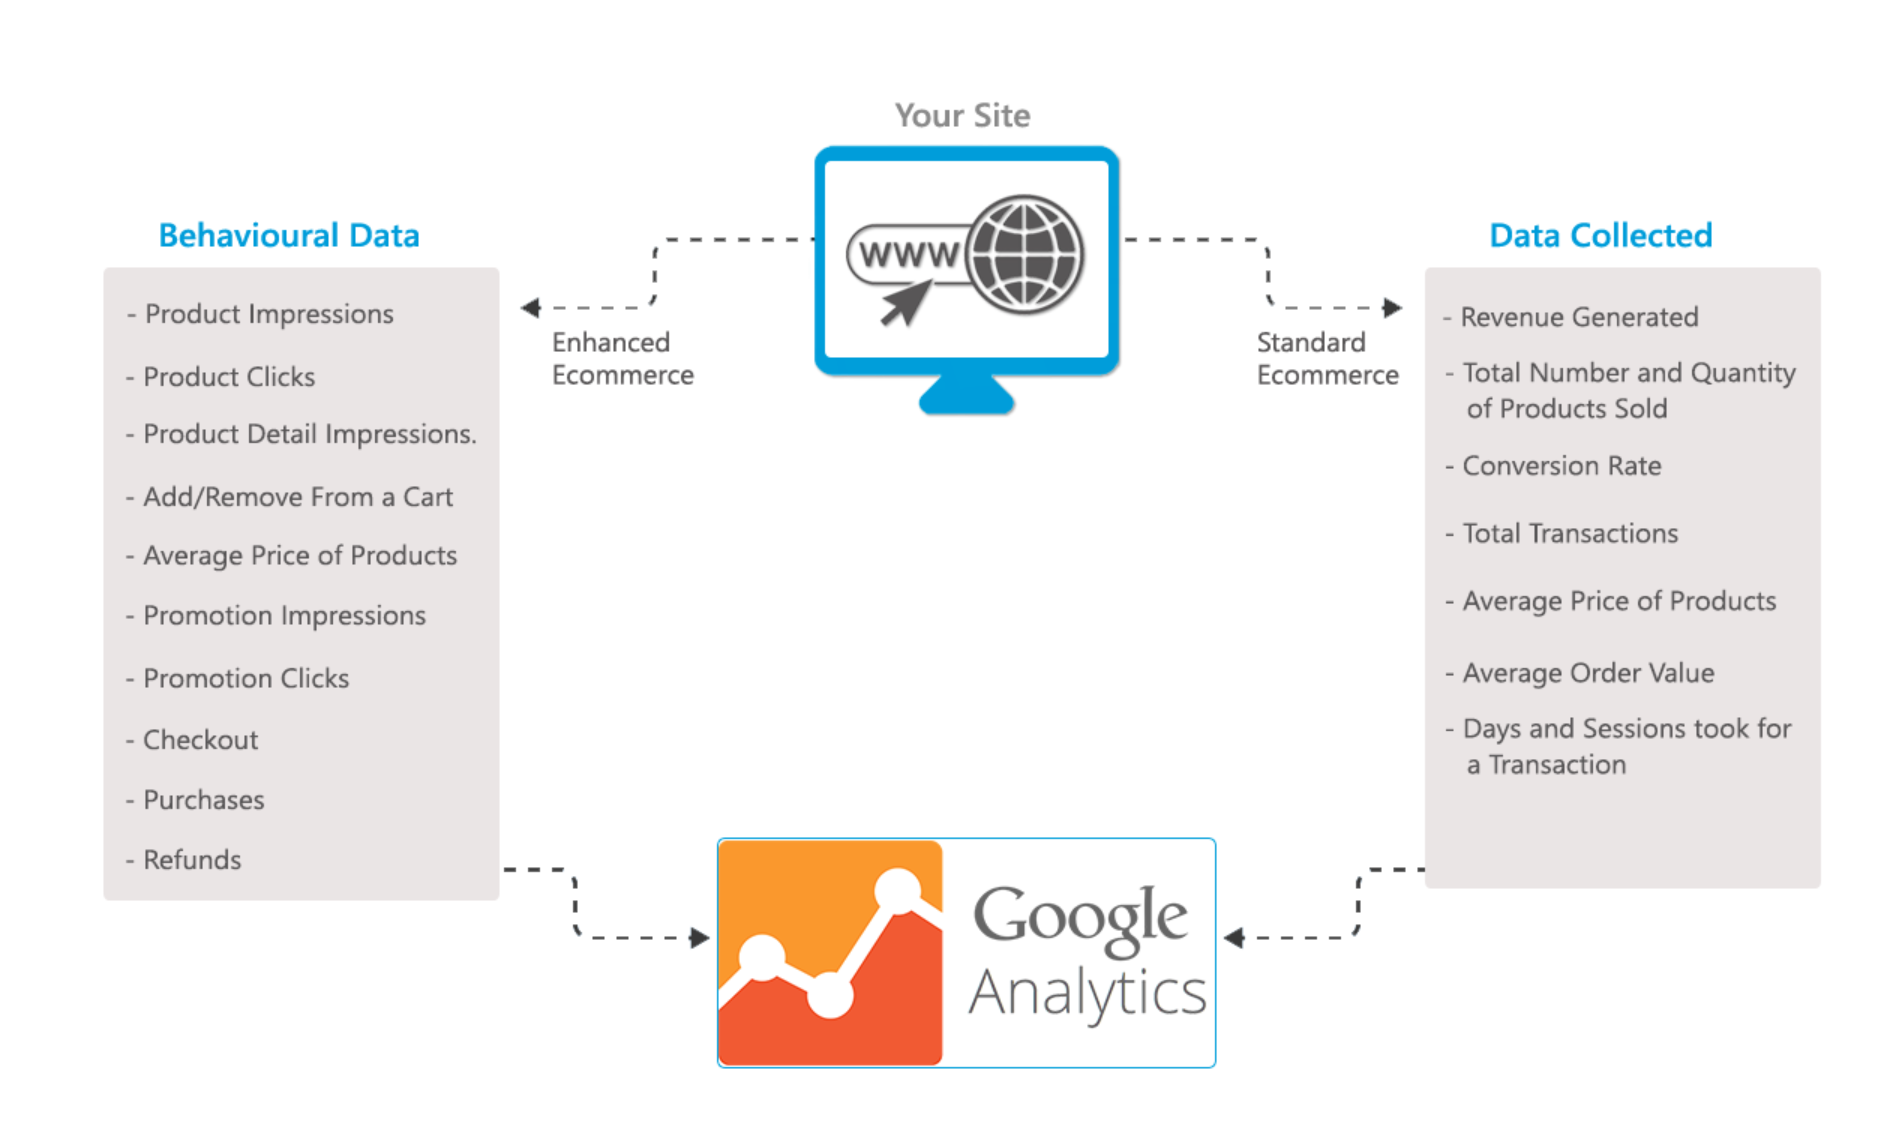 Your Site
www
Behavioural Data
- Product Impressions
- Product Clicks
- Product Detail Impressions.
- Add/Remove From a Cart
- Average Price of Products
- Promotion Impressions
- Promotion Clicks
- Checkout
- Purchases
- Refunds
Enhanced
Ecommerce
Standard
Ecommerce
Data Collected
- Revenue Generated
- Total Number and Quantity
of Products Sold
- Conversion Rate
- Total Transactions
- Average Price of Products
- Average Order Value
- Days and Sessions took for
a Transaction
Google
Analytics